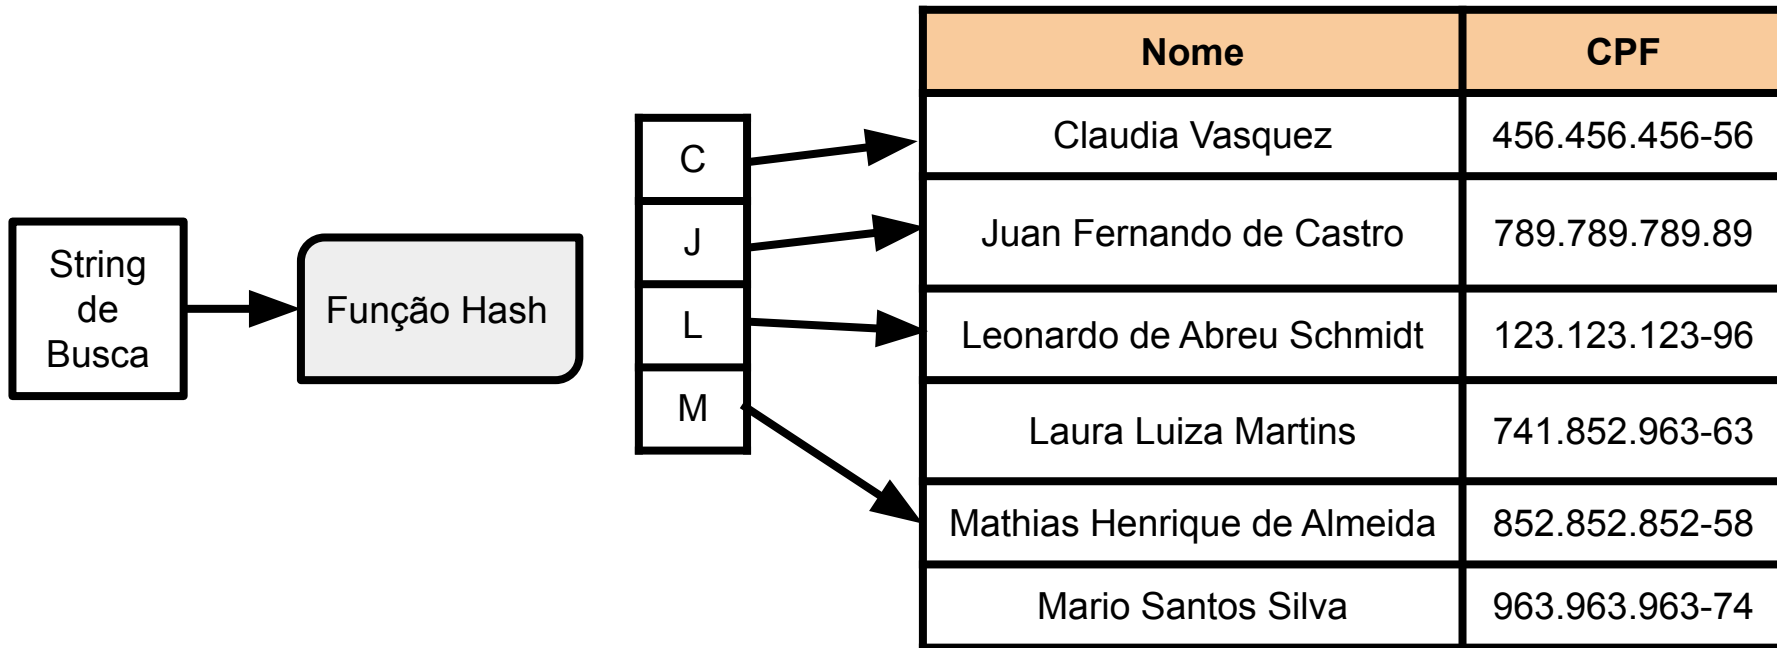 String
de
Busca
Função Hash
C
J
L
M
Nome CPF
Claudia Vasquez 456.456.456-56
Juan Fernando de Castro 789.789.789.89
Leonardo de Abreu Schmidt 123.123.123-96
Laura Luiza Martins 741.852.963-63
Mathias Henrique de Almeida 852.852.852-58
Mario Santos Silva 963.963.963-74